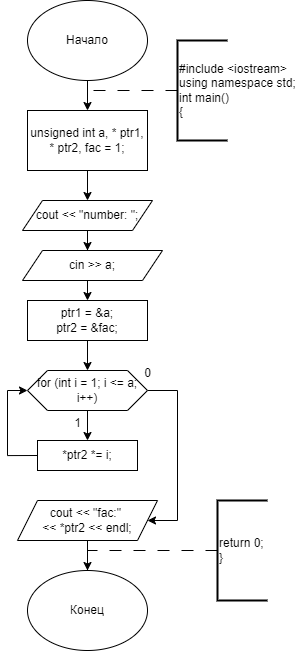 Начало
#include <iostream>
using namespace std;
int main()
{
unsigned int a, * ptr1,
* ptr2, fac = 1;
cout << "number: ";
cin >> a;
ptr1 = &a;
ptr2 = &fac;
for (int i = 1; i <= a;
i++)
0
1
*ptr2 *= i;
cout << "fac:"
<< *ptr2 << endl;
return 0;
}
Конец